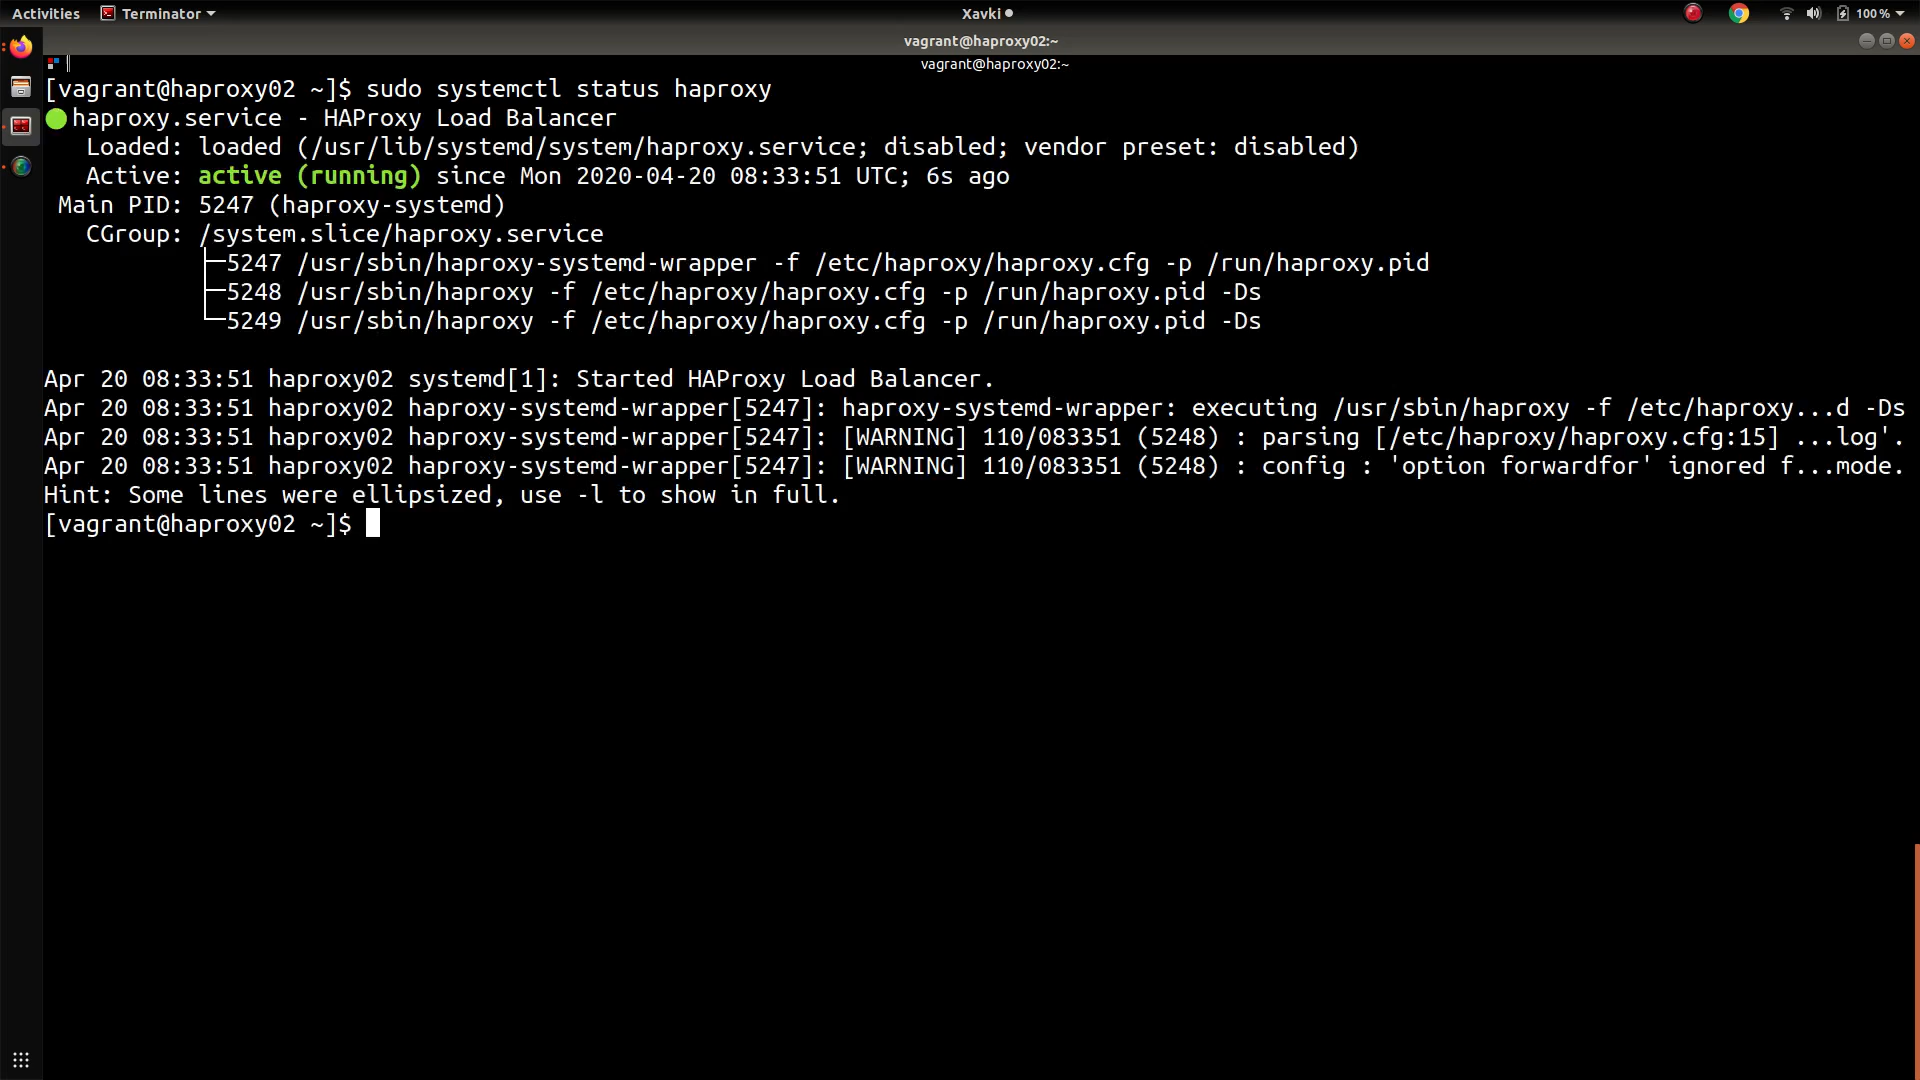 Activities Terminator Xavki 100 %
vagrant@haproxy02:~
vagrant@haproxy02:~
[vagrant@haproxy02 ~]$ sudo systemctl status haproxy
haproxy.service - HAProxy Load Balancer
Loaded: loaded (/usr/lib/systemd/system/haproxy.service; disabled; vendor preset: disabled)
Active: active (running) since Mon 2020-04-20 08:33:51 UTC; 6s ago
Main PID: 5247 (haproxy-systemd)
CGroup: /system.slice/haproxy.service
├─5247 /usr/sbin/haproxy-systemd-wrapper -f /etc/haproxy/haproxy.cfg -p /run/haproxy.pid
├─5248 /usr/sbin/haproxy -f /etc/haproxy/haproxy.cfg -p /run/haproxy.pid -Ds
└─5249 /usr/sbin/haproxy -f /etc/haproxy/haproxy.cfg -p /run/haproxy.pid -Ds
Apr 20 08:33:51 haproxy02 systemd[1]: Started HAProxy Load Balancer.
Apr 20 08:33:51 haproxy02 haproxy-systemd-wrapper[5247]: haproxy-systemd-wrapper: executing /usr/sbin/haproxy -f /etc/haproxy...d -Ds
Apr 20 08:33:51 haproxy02 haproxy-systemd-wrapper[5247]: [WARNING] 110/083351 (5248) : parsing [/etc/haproxy/haproxy.cfg:15] ...log'.
Apr 20 08:33:51 haproxy02 haproxy-systemd-wrapper[5247]: [WARNING] 110/083351 (5248) : config : 'option forwardfor' ignored f...mode.
Hint: Some lines were ellipsized, use -l to show in full.
[vagrant@haproxy02 ~]$